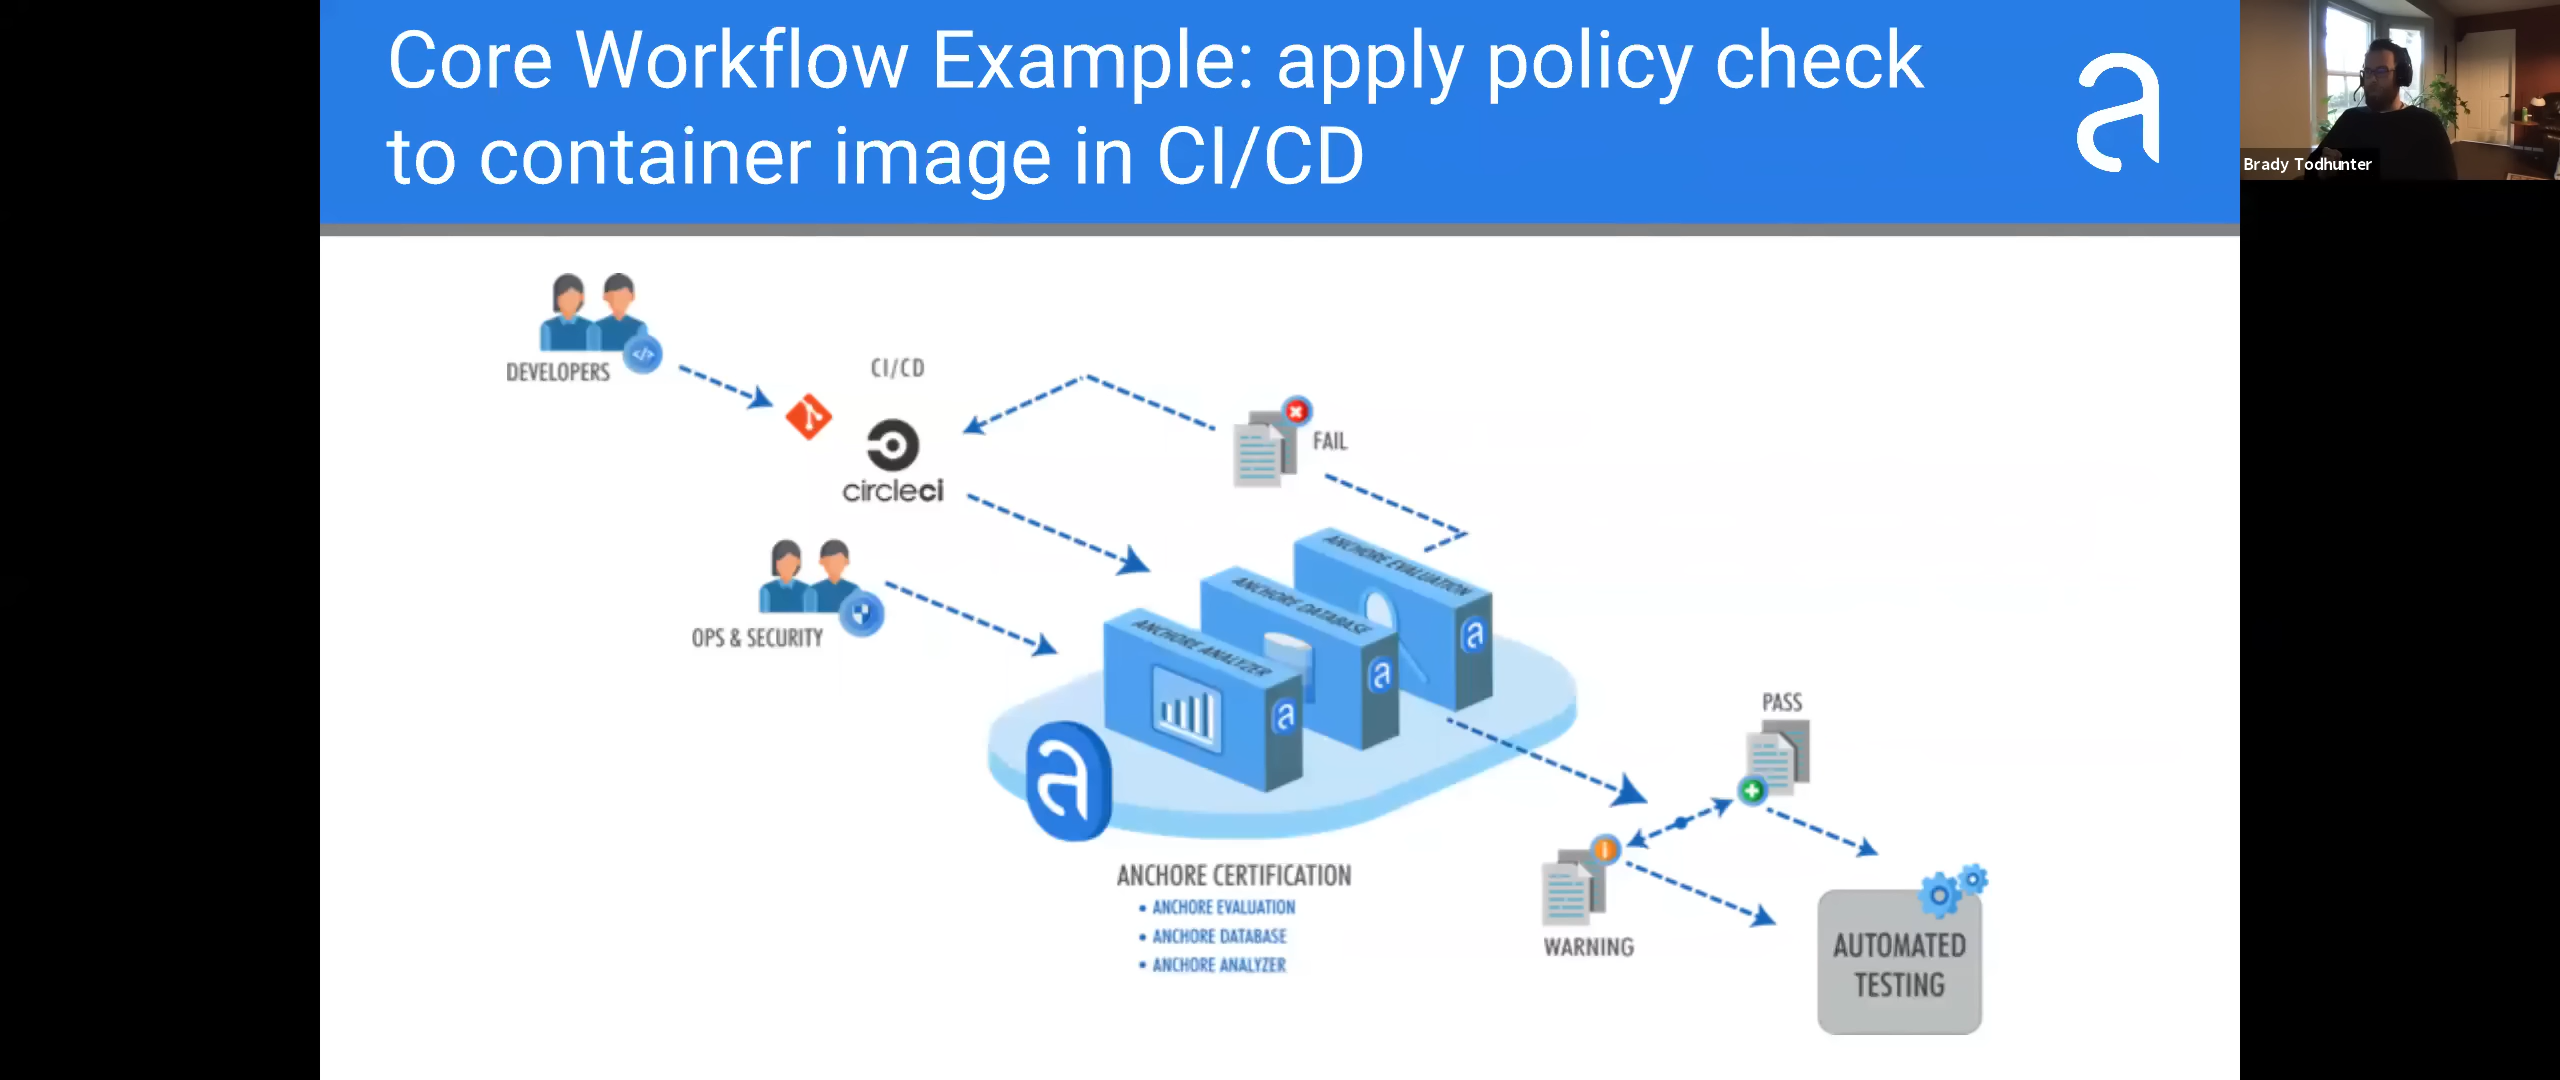 Core Workflow Example: apply policy check
to container image in CI/CD
Brady Todhunter
DEVELOPERS
CI/CD
circleci
FAIL
OPS & SECURITY
ANCHORE EVALUATION
ANCHORE DATABASE
ANCHORE ANALYZER
a
a
a
a
a
PASS
WARNING
ANCHORE CERTIFICATION
• ANCHORE EVALUATION
• ANCHORE DATABASE
• ANCHORE ANALYZER
AUTOMATED
TESTING